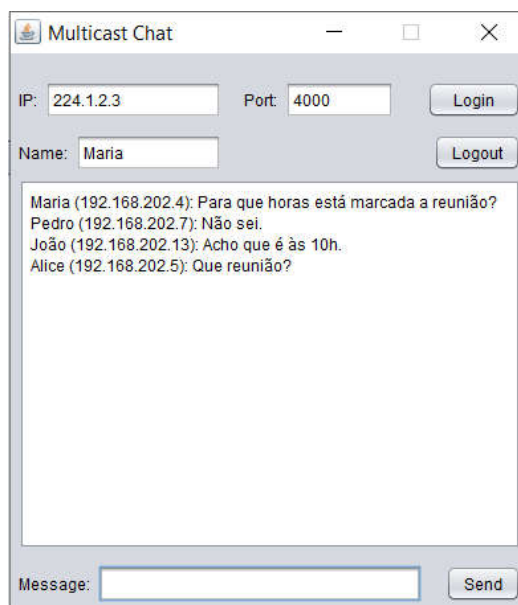 Multicast Chat
IP: 224.1.2.3 Port: 4000 Login
Name: Maria Logout
Maria (192.168.202.4): Para que horas está marcada a reunião?
Pedro (192.168.202.7): Não sei.
João (192.168.202.13): Acho que é às 10h.
Alice (192.168.202.5): Que reunião?
Message: Send